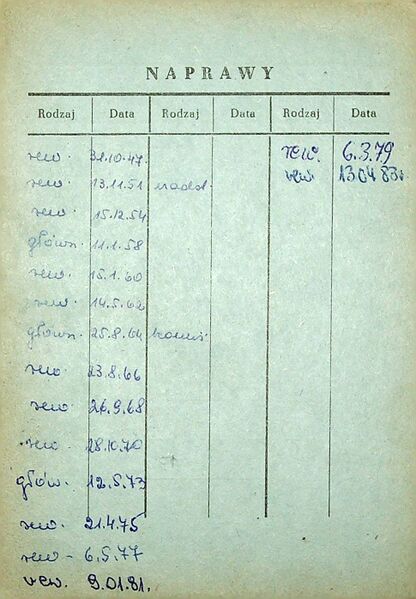 NAPRAWY
Rodzaj Data Rodzaj Data Rodzaj Data
rew. 31.10.47 rew. 6.3.79
rew. 13.11.51 rew. 13 04 83r
rew. 15.12.54
główn. 11.1.58
rew. 15.1.60
rew. 14.5.62
główn. 25.8.64
rew. 23.8.66
rew. 26.9.68
rew. 28.10.70
głów. 12.5.73
rew. 21.4.75
rew - 6.5.77
rew. 9.01.81.